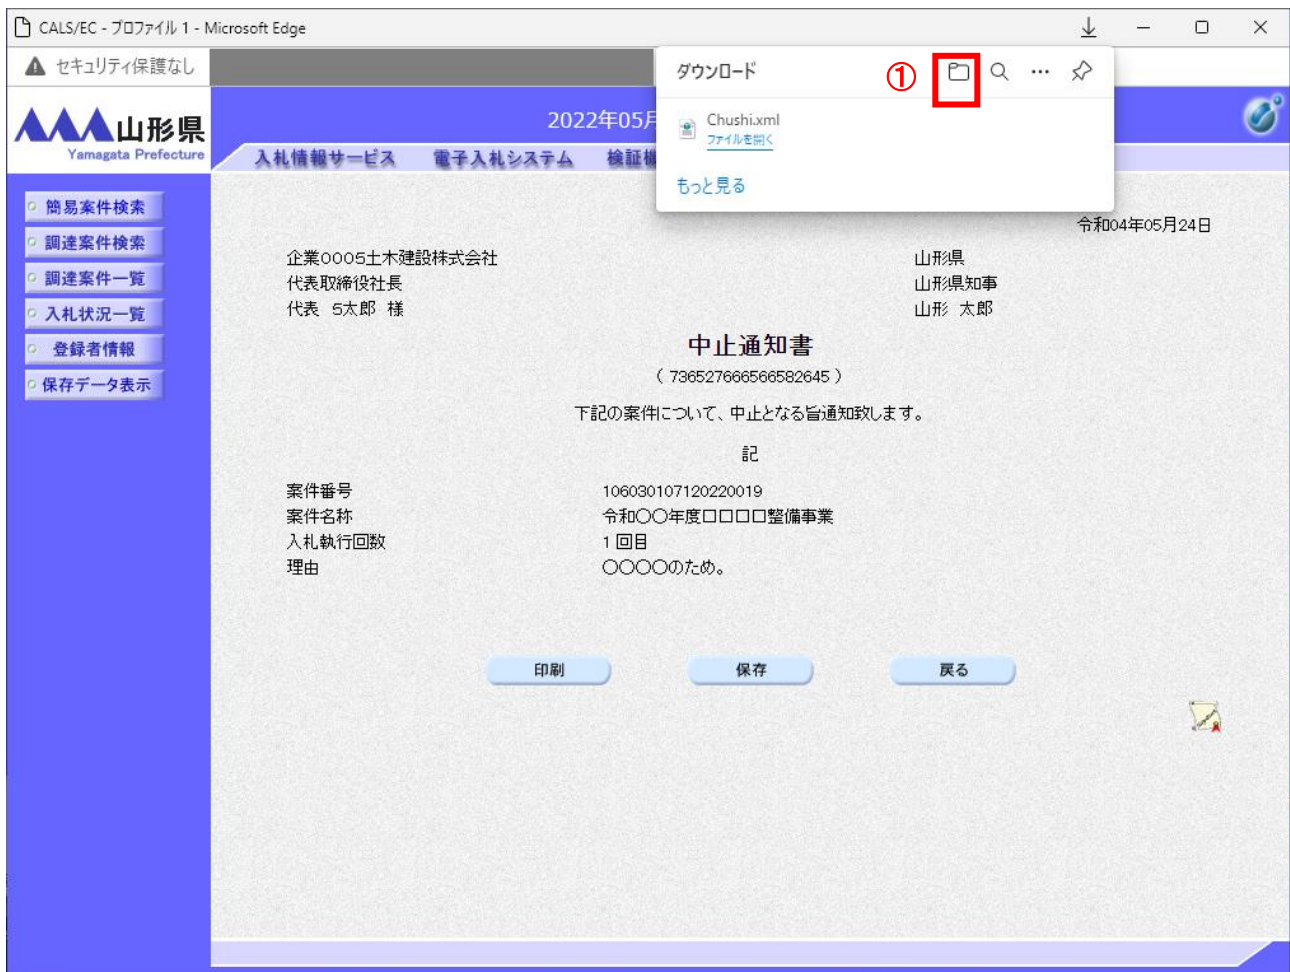 CALS/EC - プロファイル 1 - Microsoft Edge
セキュリティ保護なし
ダウンロード
①
Chushi.xml
ファイルを開く
もっと見る
山形県
Yamagata Prefecture
2022年05月
入札情報サービス 電子入札システム 検証機
簡易案件検索
調達案件検索
調達案件一覧
入札状況一覧
登録者情報
保存データ表示
令和04年05月24日
企業0005土木建設株式会社 山形県
代表取締役社長 山形県知事
代表 5太郎 様 山形 太郎
中止通知書
( 736527666566582645 )
下記の案件について、中止となる旨通知致します。
記
案件番号 106030107120220019
案件名称 令和〇〇年度口口口口整備事業
入札執行回数 1 回目
理由 〇〇〇〇のため。
印刷 保存 戻る